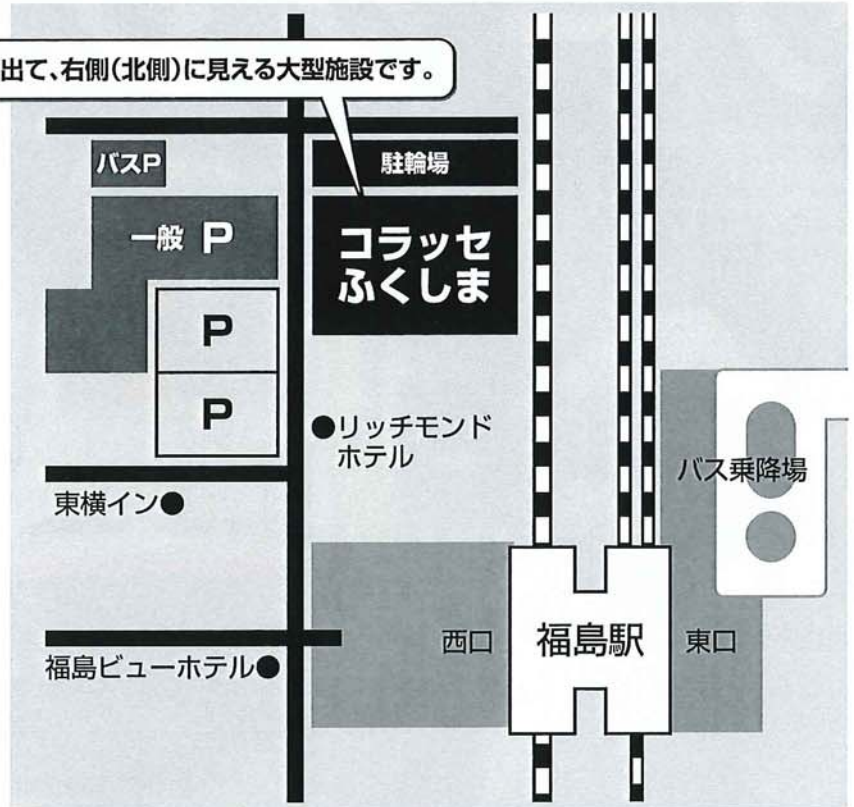 出て、右側(北側)に見える大型施設です。
バスP
駐輪場
一般 P
コラッセ
ふくしま
P
P
●リッチモンド
ホテル
バス乗降場
東横イン●
西口
福島駅
東口
福島ビューホテル●